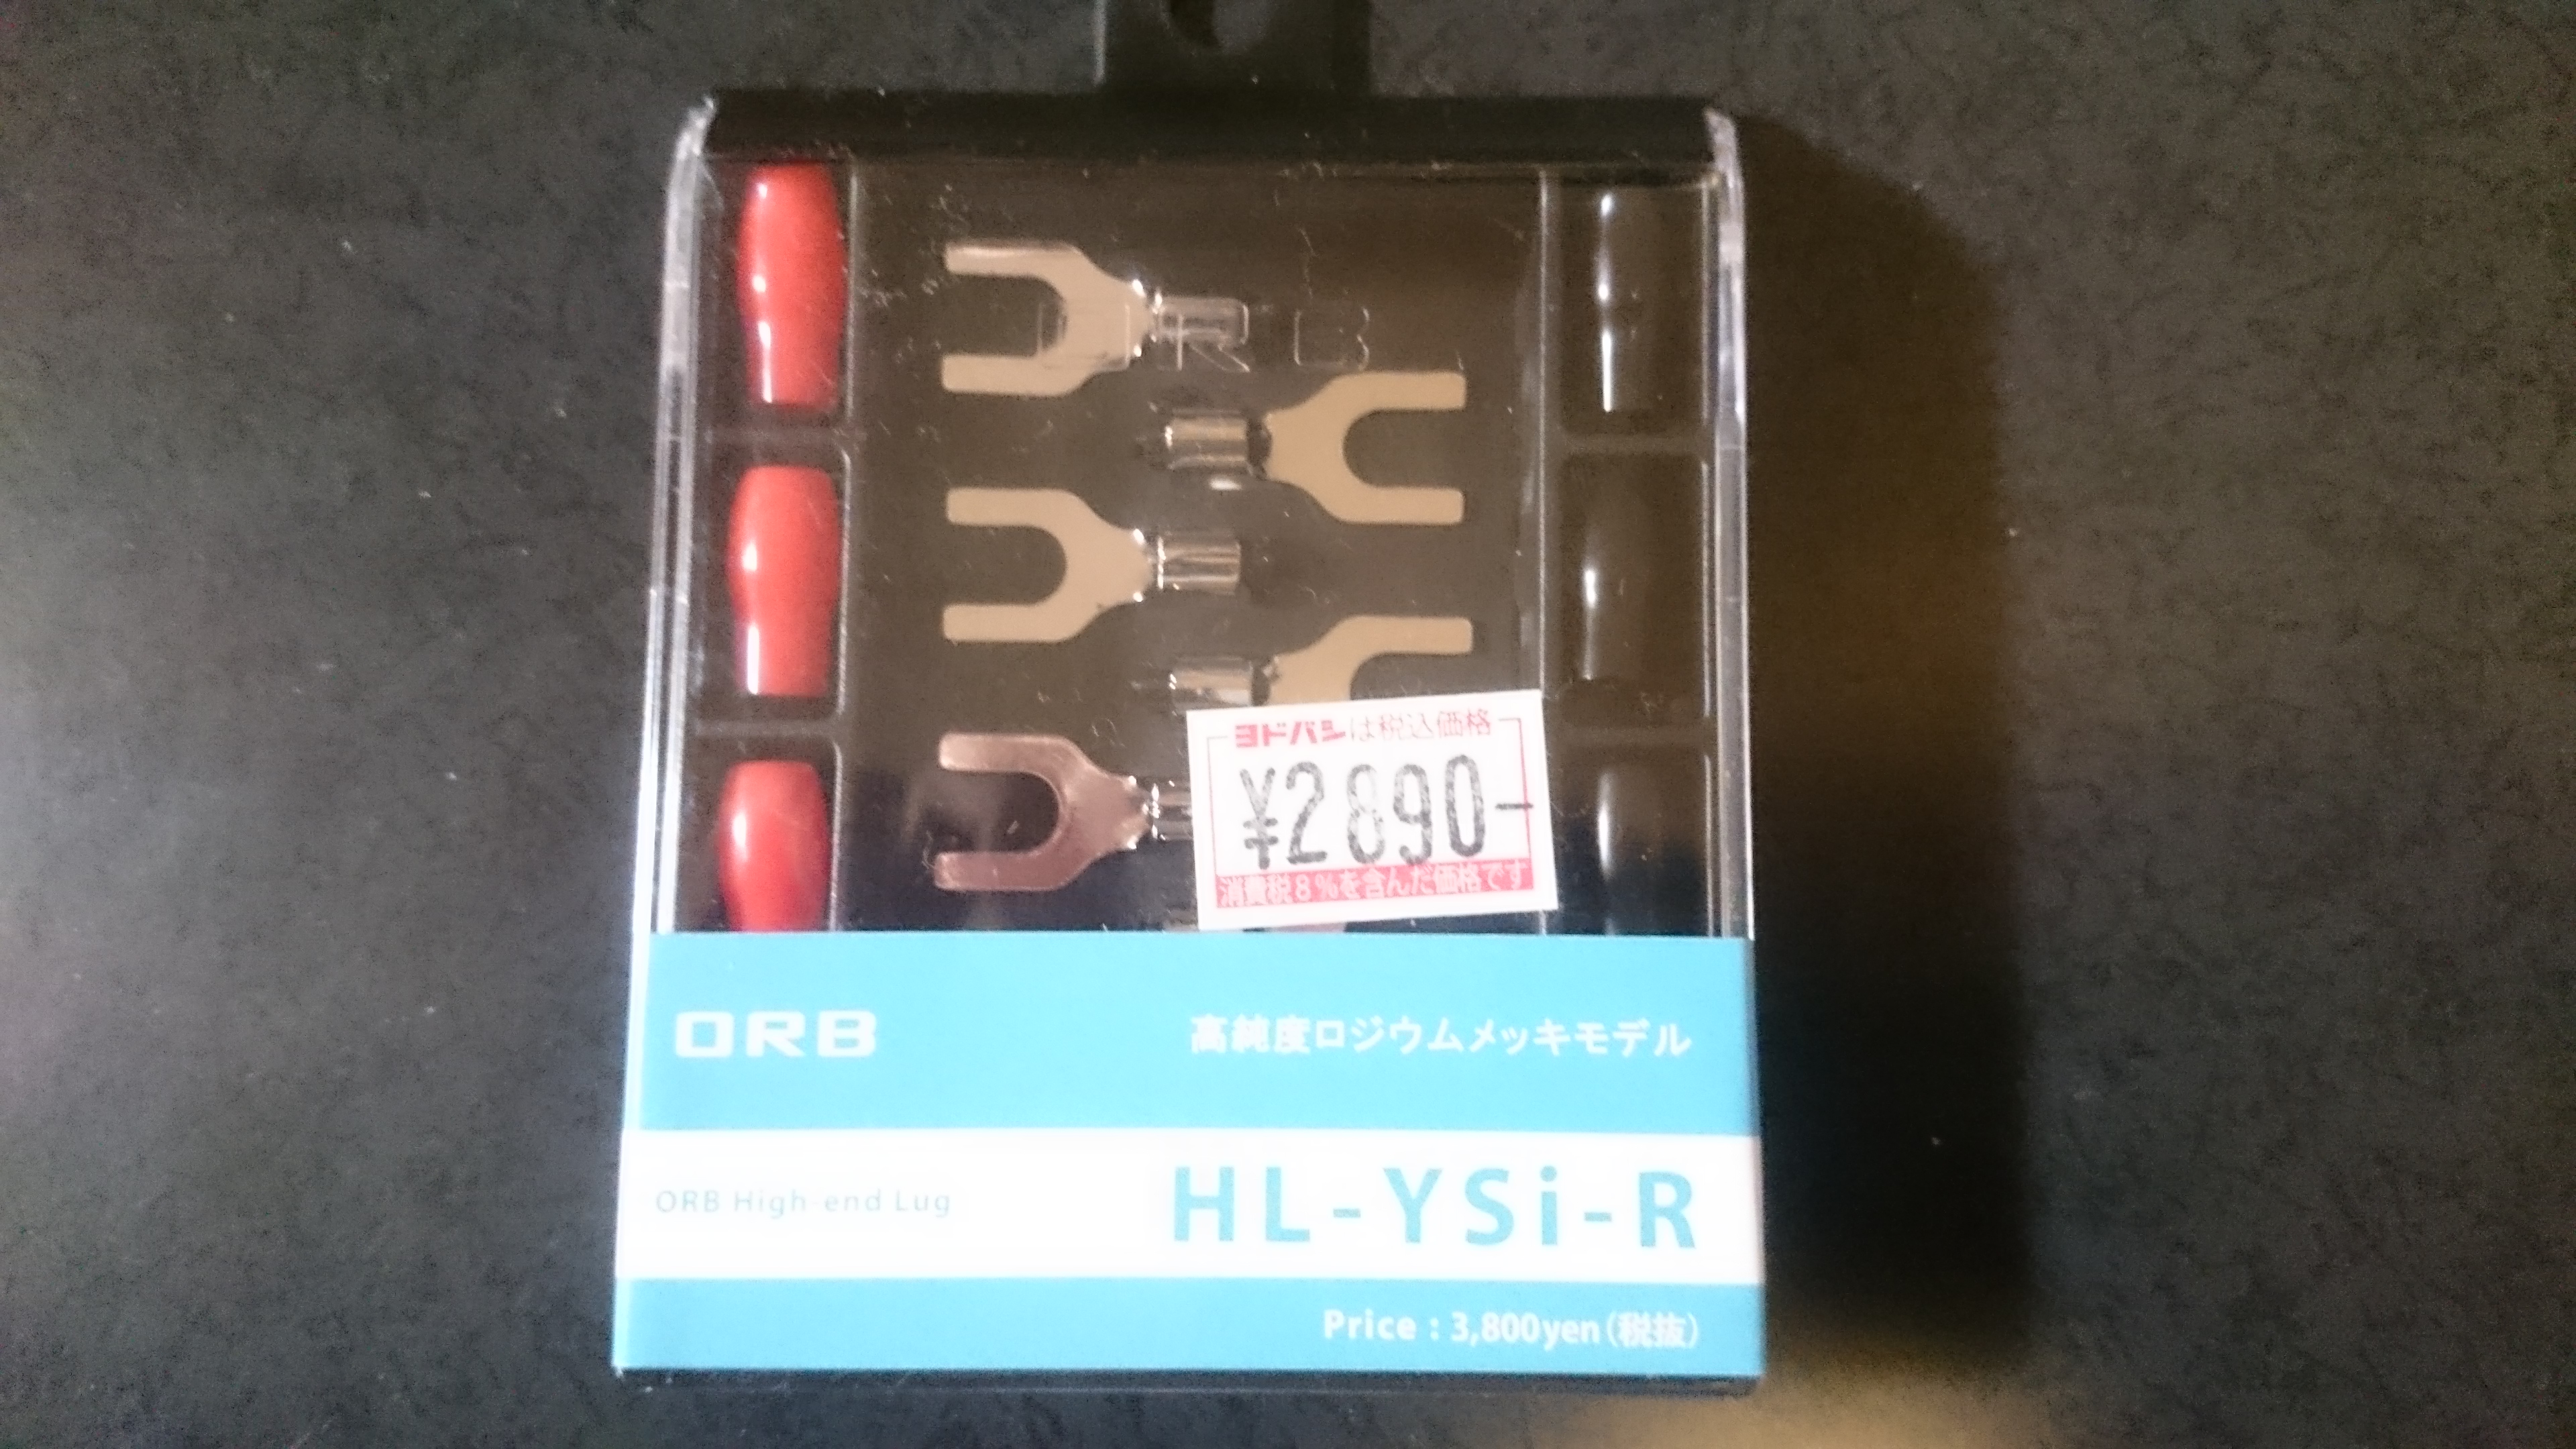 ORB
ヨドバシは税込価格
¥2890-
消費税8%を含んだ価格です
ORB
高純度ロジウムメッキモデル
ORB High-end Lug
HL-YSi-R
Price : 3,800yen(税抜)